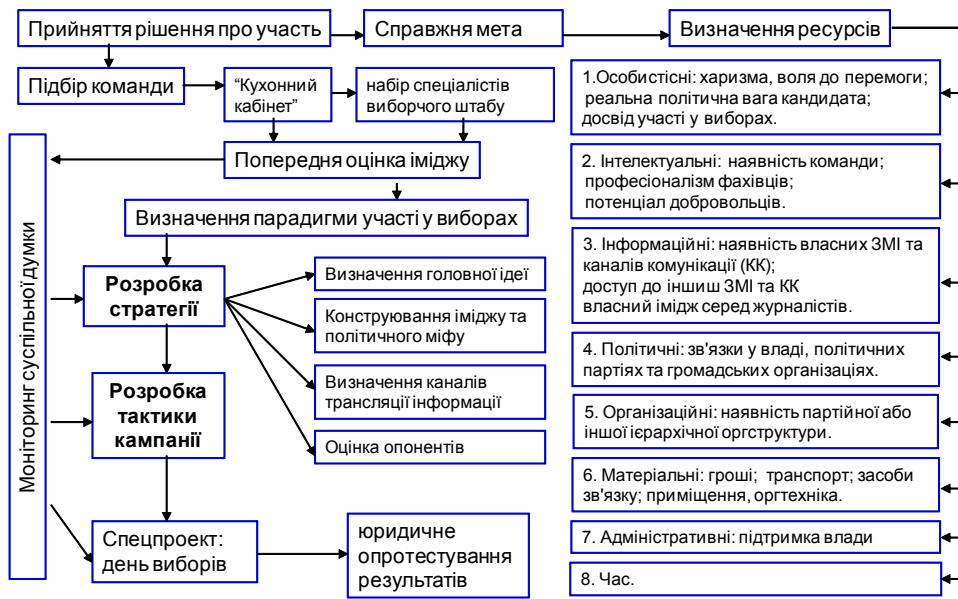 Прийняття рішення про участь
Справжня мета
Визначення ресурсів
Підбір команди
“Кухонний
кабінет”
набір спеціалістів
виборчого штабу
Попередня оцінка іміджу
Визначення парадигми участі у виборах
Моніторинг суспільної думки
Розробка
стратегії
Визначення головної ідеї
Конструювання іміджу та
політичного міфу
Визначення каналів
трансляції інформації
Оцінка опонентів
Розробка
тактики
кампанії
Спецпроект:
день виборів
юридичне
опротестування
результатів
1.Особистісні: харизма, воля до перемоги;
реальна політична вага кандидата;
досвід участі у виборах.
2. Інтелектуальні: наявність команди;
професіоналізм фахівців;
потенціал добровольців.
3. Інформаційні: наявність власних ЗМІ та
каналів комунікації (КК);
доступ до іниші ЗМІ та КК
власний імідж серед журналістів.
4. Політичні: зв'язки у владі, політичних
партіях та громадських організаціях.
5. Організаційні: наявність партійної або
іншої ієрархічної оргструктури.
6. Матеріальні: гроші; транспорт; засоби
зв'язку; приміщення, оргтехніка.
7. Адміністративні: підтримка влади
8. Час.